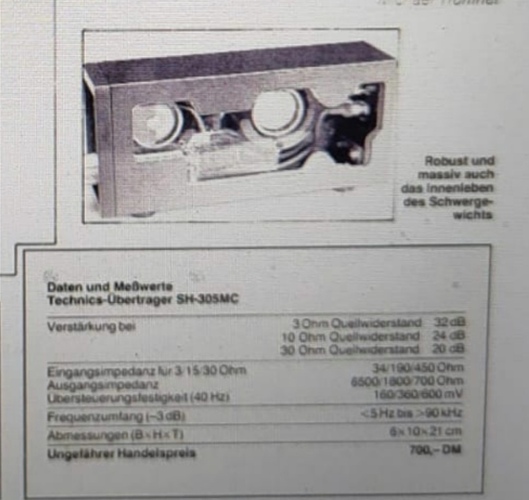 Robust und
massiv auch
das Innenleben
des Schwerge-
wichts
Daten und Meßwerte
Technics-Übertrager SH-305MC
Verstärkung bei 3 Ohm Quellwiderstand 32 dB
10 Ohm Quellwiderstand 24 dB
30 Ohm Quellwiderstand 20 dB
Eingangsimpedanz für 3/15/30 Ohm 34/190/450 Ohm
Ausgangsimpedanz 6500/1800/700 Ohm
Übersteuerungsfestigkeit (40 Hz) 160/360/600 mV
Frequenzumfang (–3 dB) <5 Hz bis >90 kHz
Abmessungen (B×H×T) 6×10×21 cm
Ungefährer Handelspreis 700,– DM